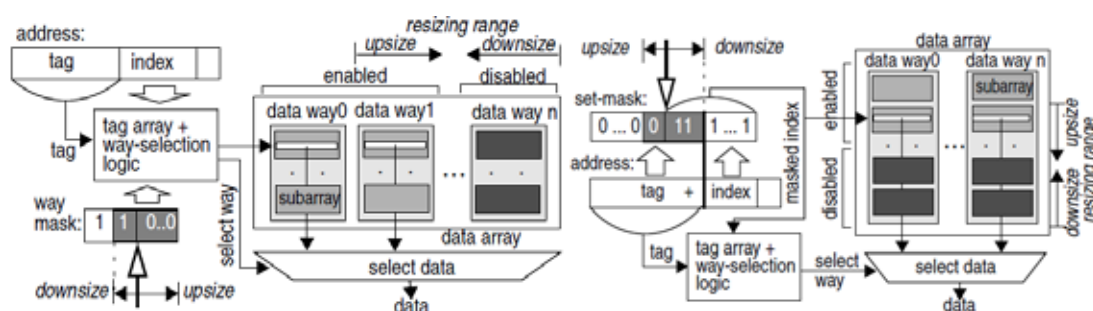 address:
tag index
tag
tag array +
way-selection
logic
way
mask: 1 1 0..0
downsize upsize
resizing range
upsize downsize
enabled disabled
data way0 data way1 data way n
...
subarray
data array
select way
select data
data
upsize downsize
set-mask:
0 ... 0 0 11 1 ... 1
address:
tag + index
masked index
tag
tag array +
way-selection
logic
select
way
data array
data way0 data way n
subarray
...
enabled
disabled
upsize
downsize
resizing range
select data
data